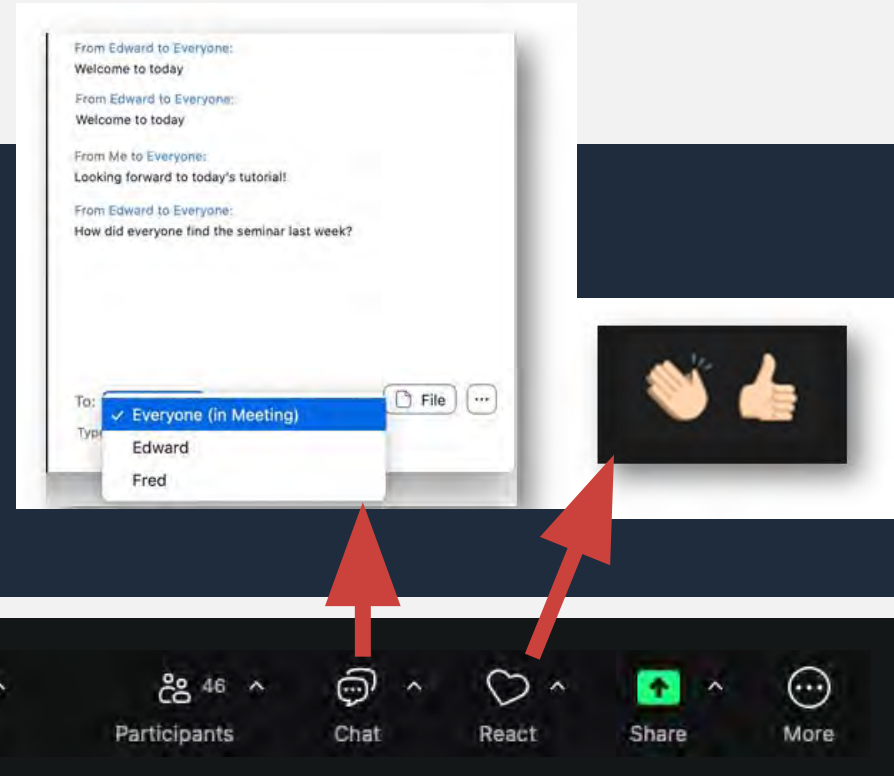 From Edward to Everyone:
Welcome to today
From Edward to Everyone:
Welcome to today
From Me to Everyone:
Looking forward to today's tutorial!
From Edward to Everyone:
How did everyone find the seminar last week?
To:
✓ Everyone (in Meeting)
File
...
Typ
Edward
Fred
46
Participants
Chat
React
Share
More